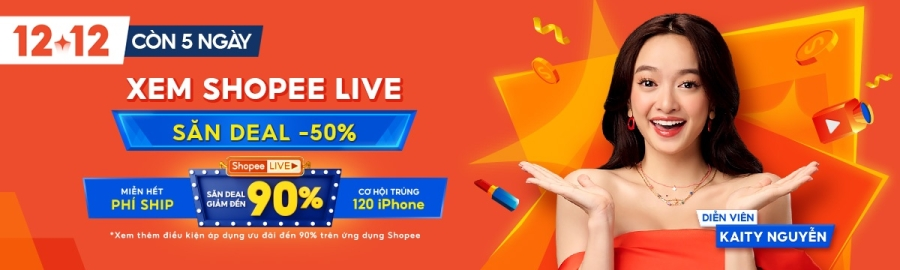 12.12 CÒN 5 NGÀY
XEM SHOPEE LIVE
SĂN DEAL -50%
Shopee LIVE
MIỄN HẾT
PHÍ SHIP
SĂN DEAL
GIẢM ĐẾN
90%
CƠ HỘI TRÚNG
120 iPhone
*Xem thêm điều kiện áp dụng ưu đãi đến 90% trên ứng dụng Shopee
DIỄN VIÊN
KAITY NGUYỄN